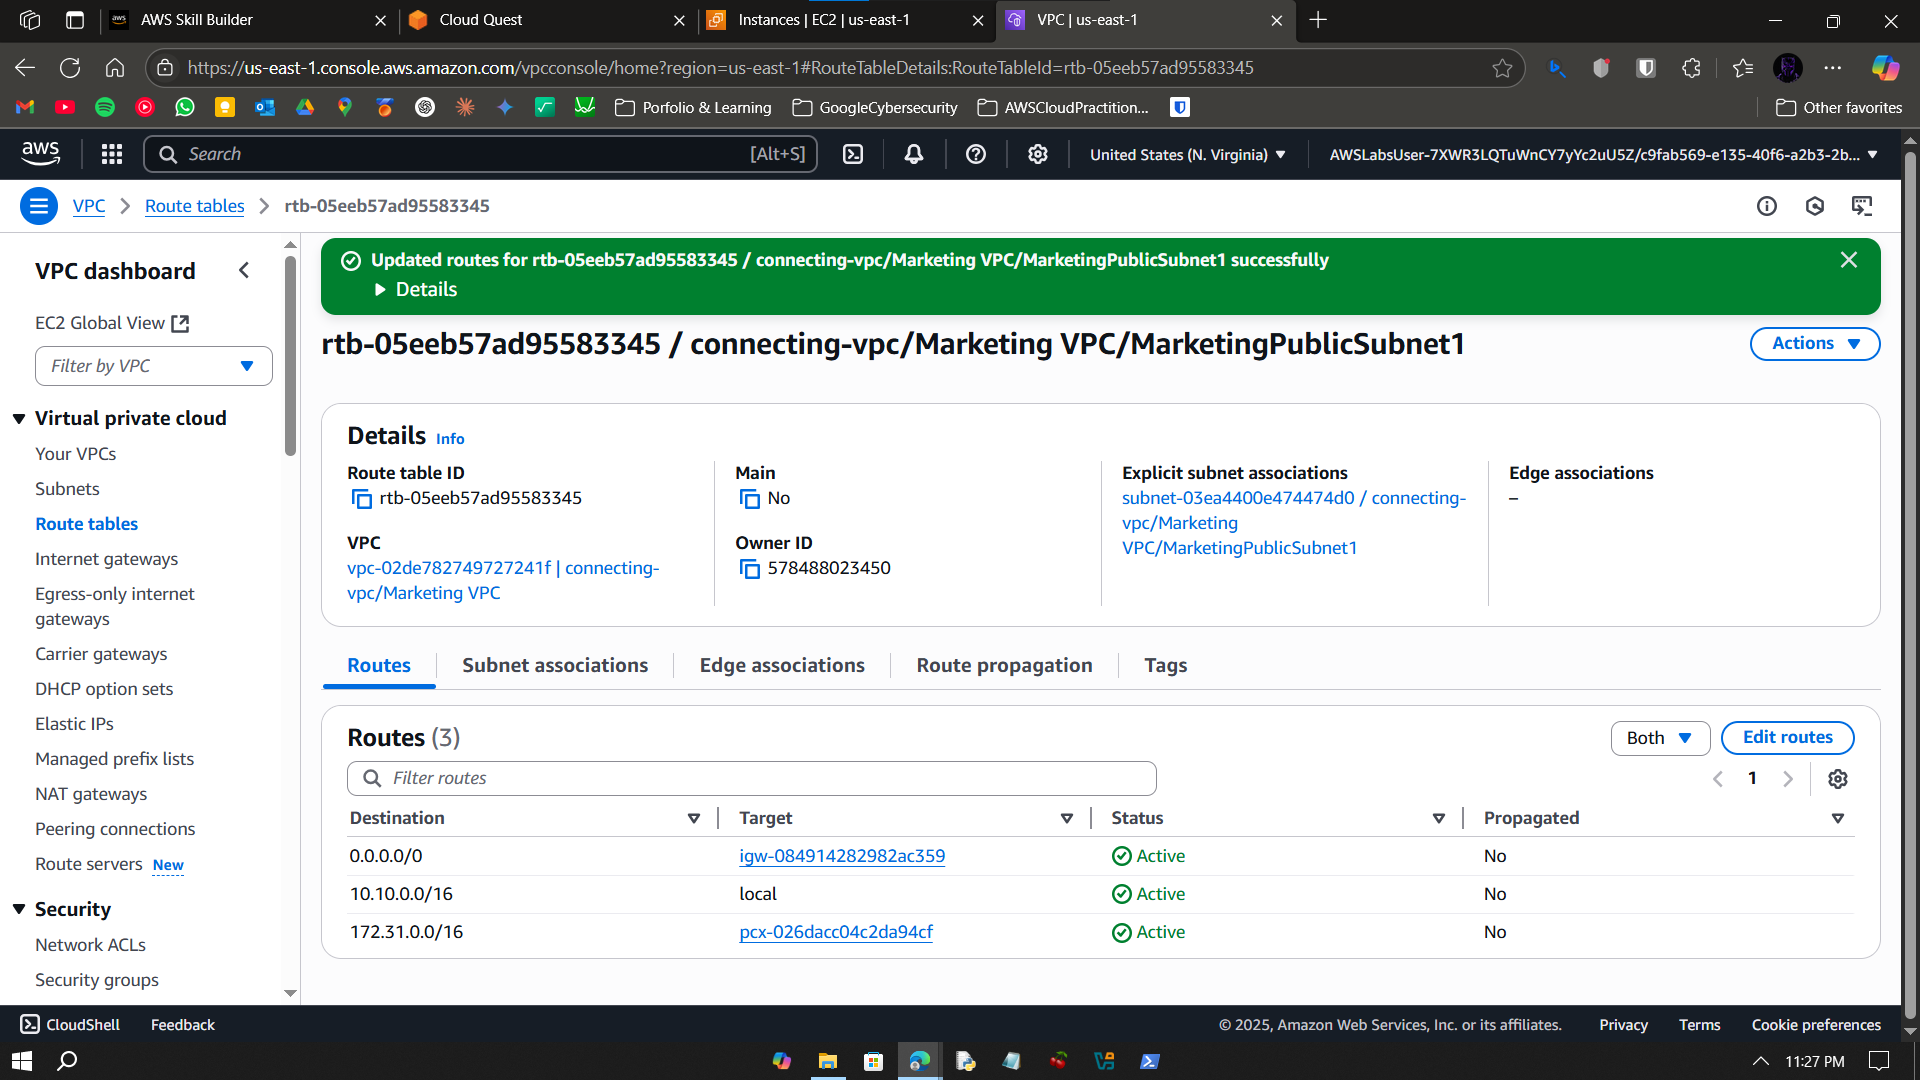 AWS Skill Builder
Cloud Quest
Instances | EC2 | us-east-1
VPC | us-east-1
https://us-east-1.console.aws.amazon.com/vpcconsole/home?region=us-east-1#RouteTableDetails:RouteTableId=rtb-05eeb57ad95583345
Porfolio & Learning
GoogleCybersecurity
AWSCloudPractition...
Other favorites
aws
Search
[Alt+S]
United States (N. Virginia)
AWSLabsUser-7XWR3LQTuWnCY7yYc2uU5Z/c9fab569-e135-40f6-a2b3-2b...
VPC
Route tables
rtb-05eeb57ad95583345
VPC dashboard
EC2 Global View
Filter by VPC
Virtual private cloud
Your VPCs
Subnets
Route tables
Internet gateways
Egress-only internet
gateways
Carrier gateways
DHCP option sets
Elastic IPs
Managed prefix lists
NAT gateways
Peering connections
Route servers New
Security
Network ACLs
Security groups
Updated routes for rtb-05eeb57ad95583345 / connecting-vpc/Marketing VPC/MarketingPublicSubnet1 successfully
Details
rtb-05eeb57ad95583345 / connecting-vpc/Marketing VPC/MarketingPublicSubnet1
Actions
Details Info
Route table ID
rtb-05eeb57ad95583345
VPC
vpc-02de782749727241f | connecting-
vpc/Marketing VPC
Main
No
Owner ID
578488023450
Explicit subnet associations
subnet-03ea4400e474474d0 / connecting-
vpc/Marketing
VPC/MarketingPublicSubnet1
Edge associations
–
Routes
Subnet associations
Edge associations
Route propagation
Tags
Routes (3)
Both
Edit routes
Filter routes
1
Destination Target Status Propagated
0.0.0.0/0 igw-084914282982ac359 Active No
10.10.0.0/16 local Active No
172.31.0.0/16 pcx-026dacc04c2da94cf Active No
CloudShell
Feedback
© 2025, Amazon Web Services, Inc. or its affiliates.
Privacy
Terms
Cookie preferences
11:27 PM